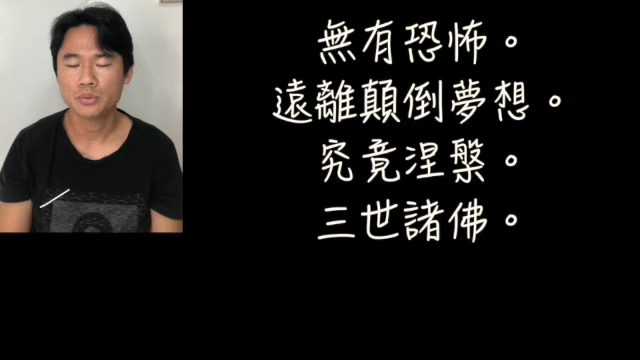 無有恐怖。
遠離顛倒夢想。
究竟涅槃。
三世諸佛。